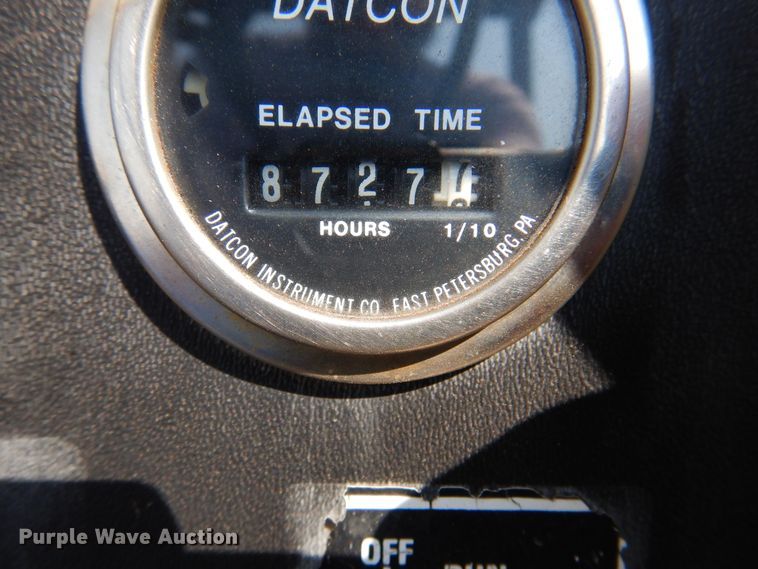 DATCON
ELAPSED TIME
8 7 2 7
HOURS 1/10
DATCON INSTRUMENT CO. EAST PETERSBURG, PA.
OFF
Purple Wave Auction